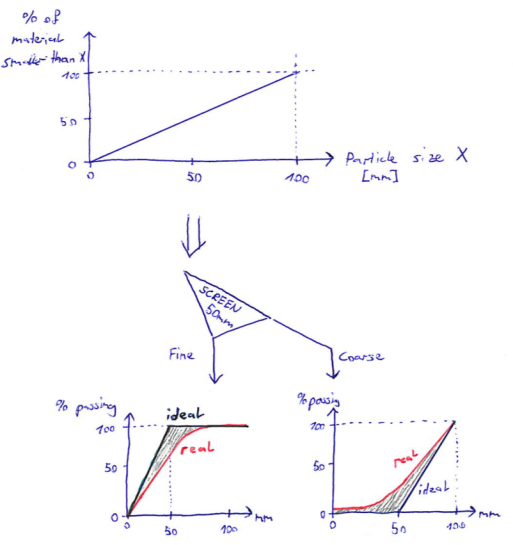 % of
material
smaller than X
100
50
0
0 50 100
Particle size X
[mm]
SCREEN
50mm
Fine
Coarse
% passing
ideal
100
real
50
0
0 50 100 mm
% passing
100
real
50
ideal
0
0 50 100 mm